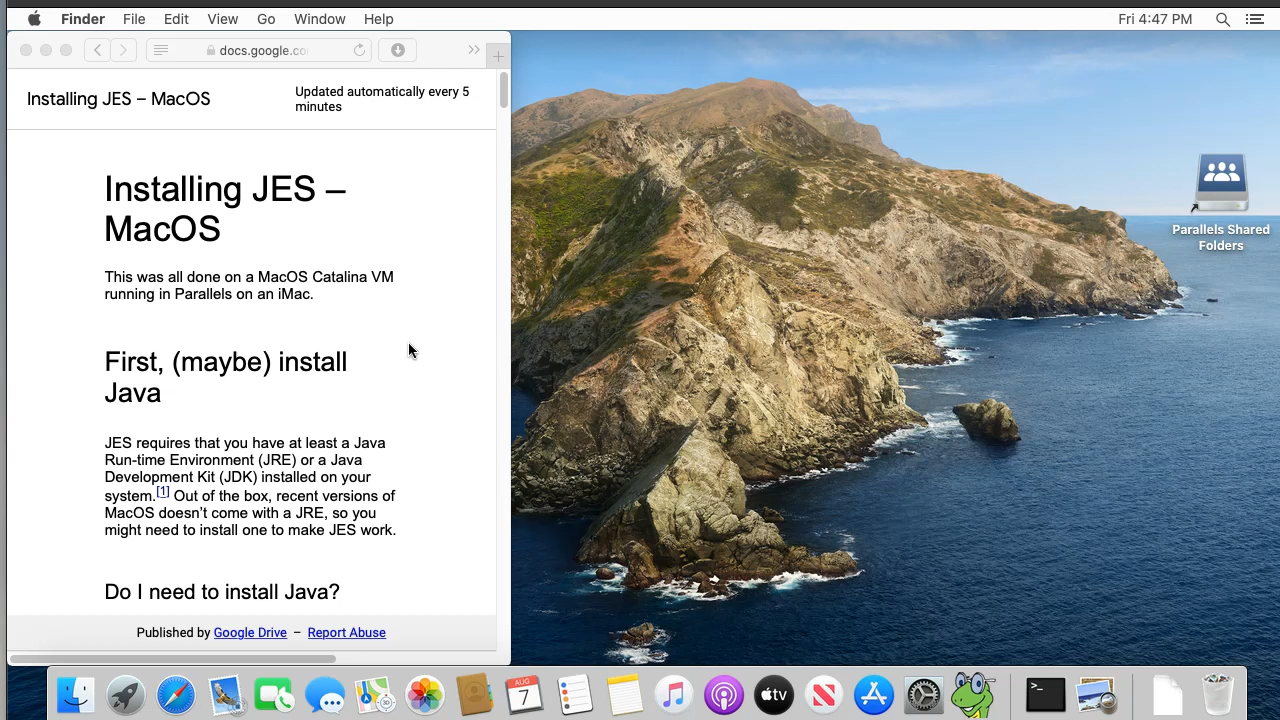 Finder File Edit View Go Window Help Fri 4:47 PM
docs.google.co
Installing JES – MacOS
Updated automatically every 5
minutes
Installing JES –
MacOS
This was all done on a MacOS Catalina VM
running in Parallels on an iMac.
First, (maybe) install
Java
JES requires that you have at least a Java
Run-time Environment (JRE) or a Java
Development Kit (JDK) installed on your
system.[1] Out of the box, recent versions of
MacOS doesn't come with a JRE, so you
might need to install one to make JES work.
Do I need to install Java?
Published by Google Drive – Report Abuse
Parallels Shared
Folders
AUG
7
tv
>_